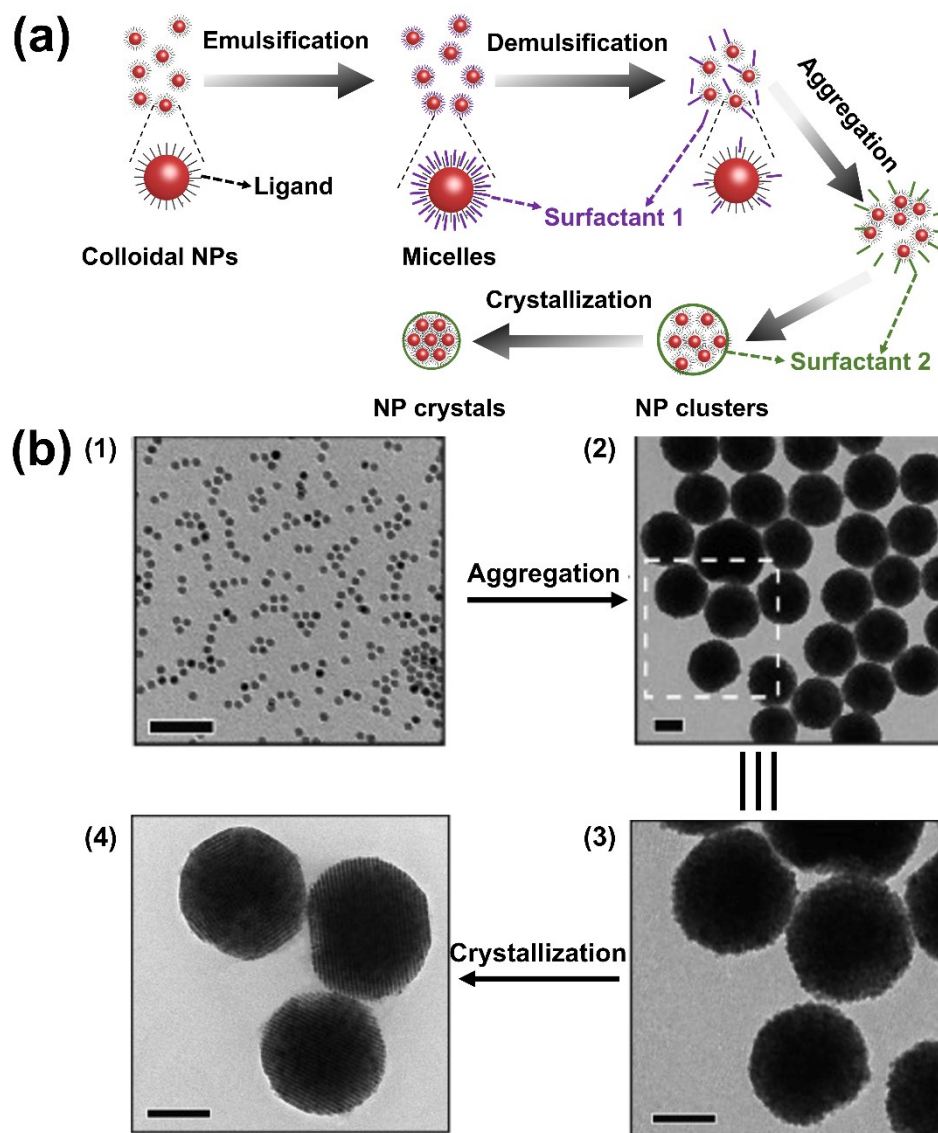 (a)
Emulsification
Demulsification
Aggregation
Ligand
Surfactant 1
Colloidal NPs
Micelles
Crystallization
Surfactant 2
NP crystals
NP clusters
(b)
(1)
(2)
Aggregation
(4)
(3)
Crystallization